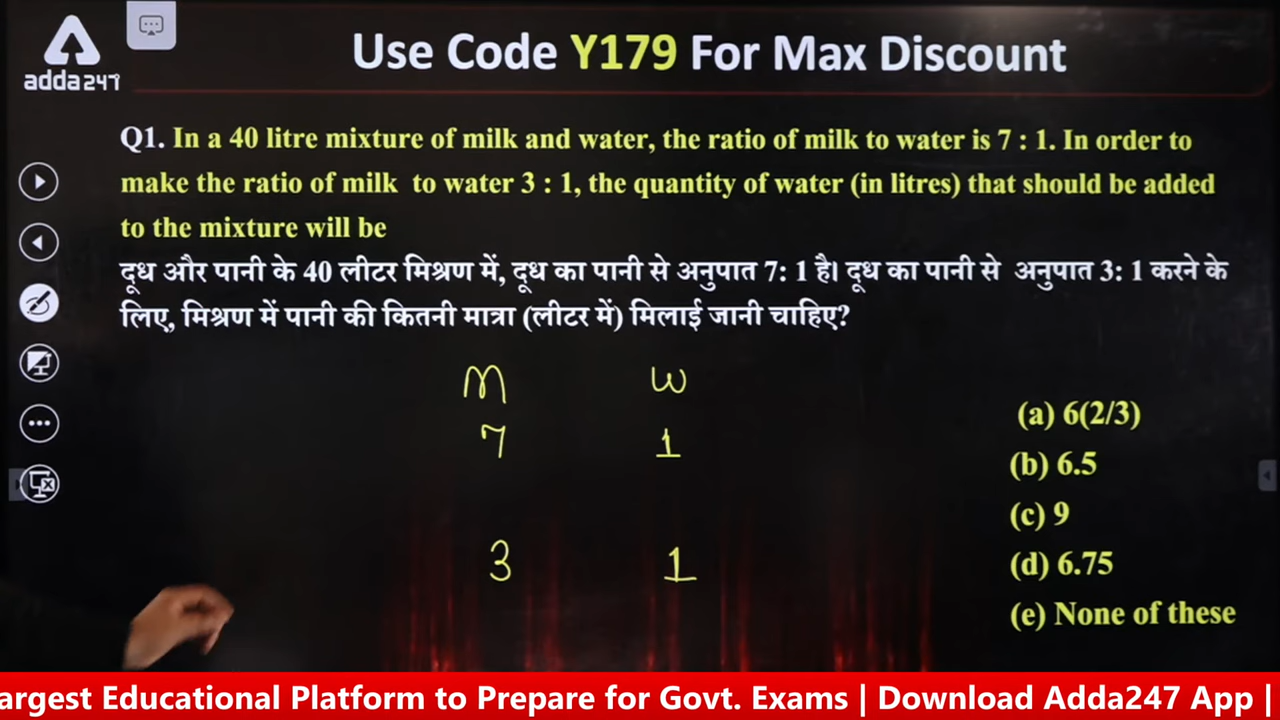 adda247
Use Code Y179 For Max Discount
Q1. In a 40 litre mixture of milk and water, the ratio of milk to water is 7 : 1. In order to
make the ratio of milk to water 3 : 1, the quantity of water (in litres) that should be added
to the mixture will be
दूध और पानी के 40 लीटर मिश्रण में, दूध का पानी से अनुपात 7: 1 है। दूध का पानी से अनुपात 3: 1 करने के
लिए, मिश्रण में पानी की कितनी मात्रा (लीटर में) मिलाई जानी चाहिए?
M W
7 1
3 1
(a) 6(2/3)
(b) 6.5
(c) 9
(d) 6.75
(e) None of these
argest Educational Platform to Prepare for Govt. Exams | Download Adda247 App |